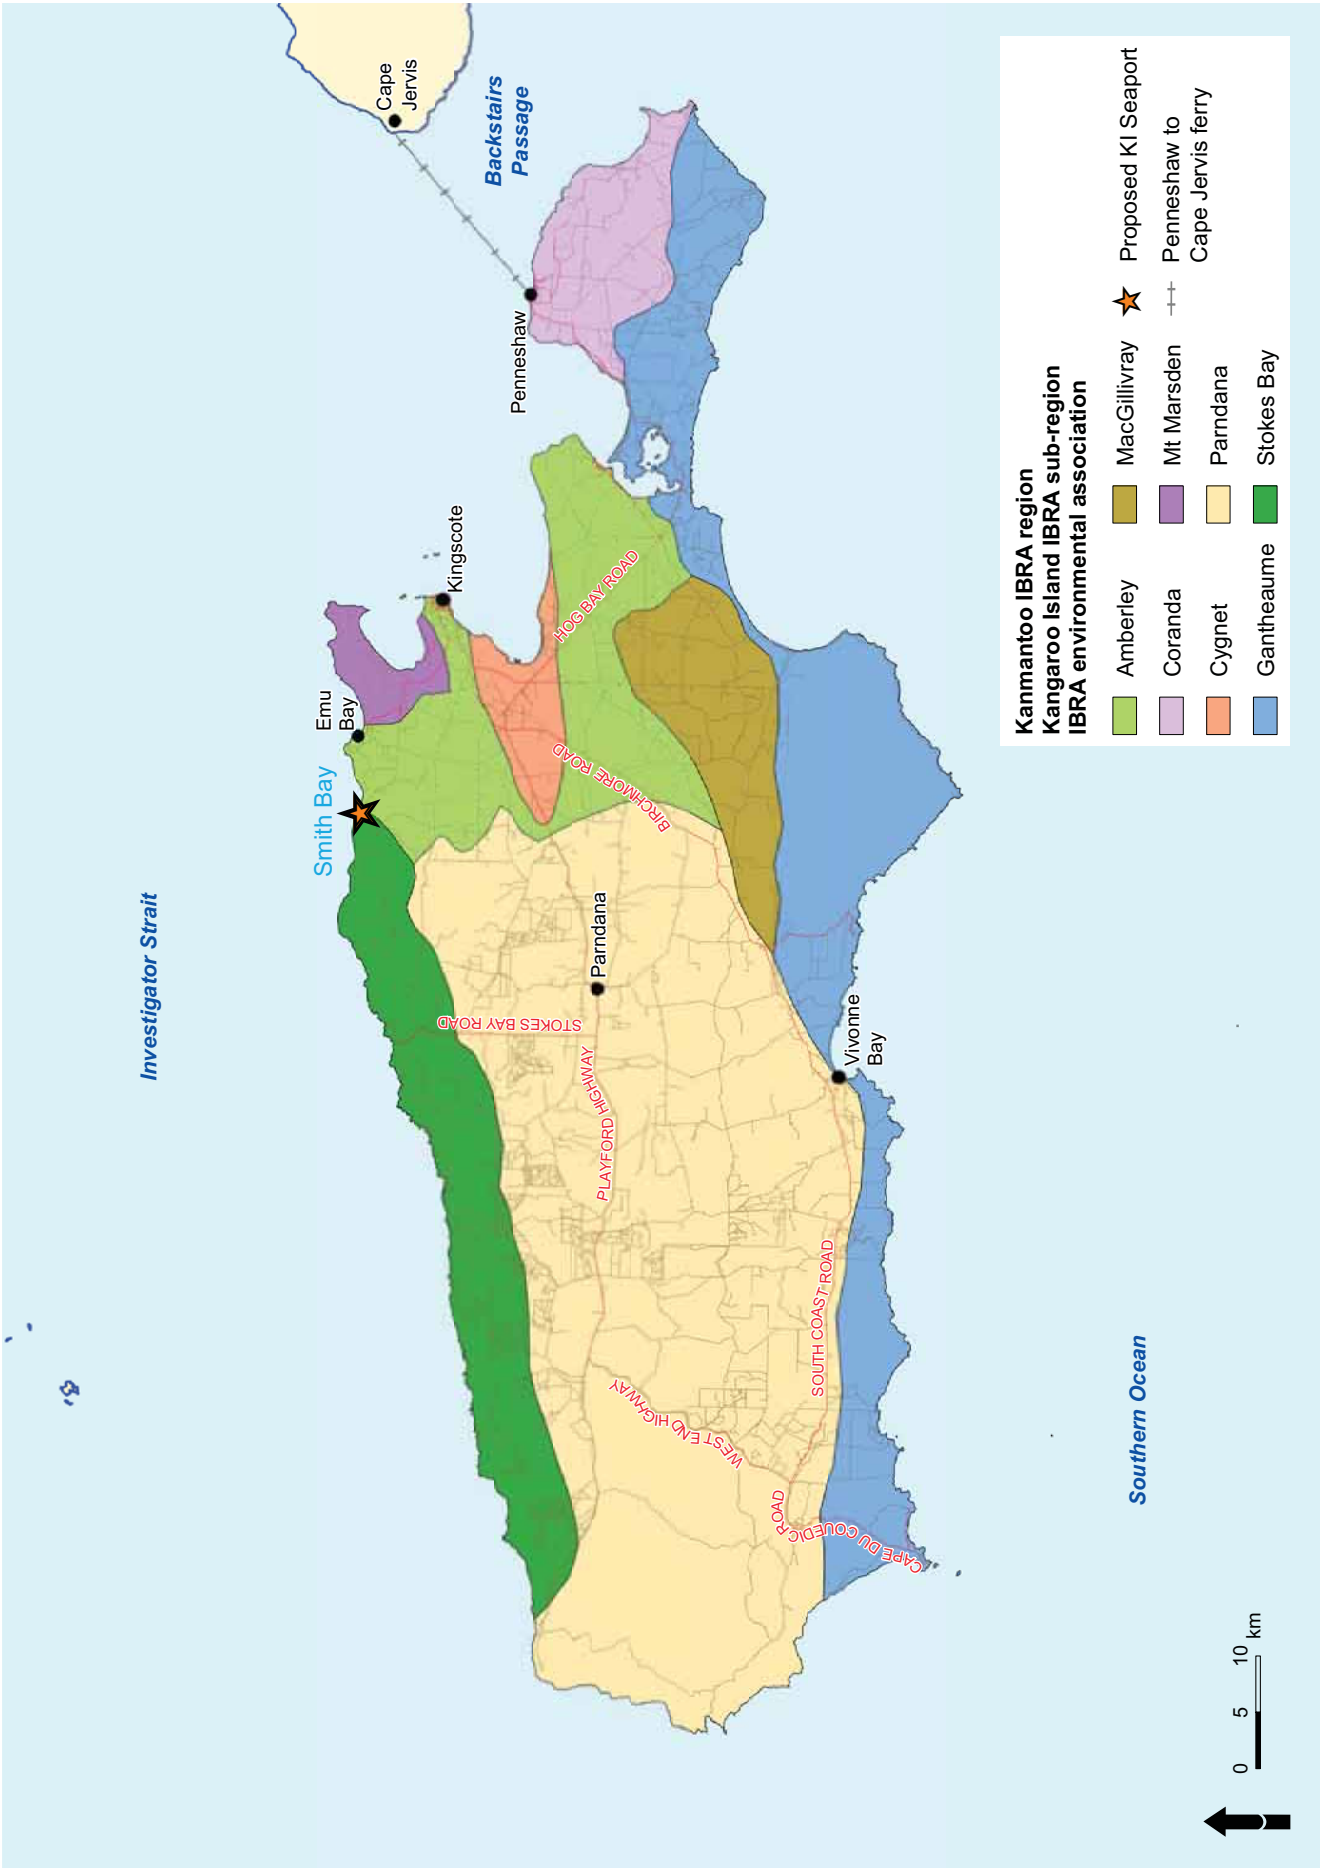 Investigator Strait
Cape
Jervis
Backstairs
Passage
Smith Bay
Emu
Bay
Kingscote
Penneshaw
STOKES BAY ROAD
Parndana
PLAYFORD HIGHWAY
BIRCHMORE ROAD
HOG BAY ROAD
WEST END HIGHWAY
SOUTH COAST ROAD
CAPE DU COUEDIC ROAD
Vivonne
Bay
Southern Ocean
0 5 10
km
Kanmantoo IBRA region
Kangaroo Island IBRA sub-region
IBRA environmental association
Amberley
Coranda
Cygnet
Gantheaume
MacGillivray
Mt Marsden
Parndana
Stokes Bay
Proposed KI Seaport
Penneshaw to
Cape Jervis ferry